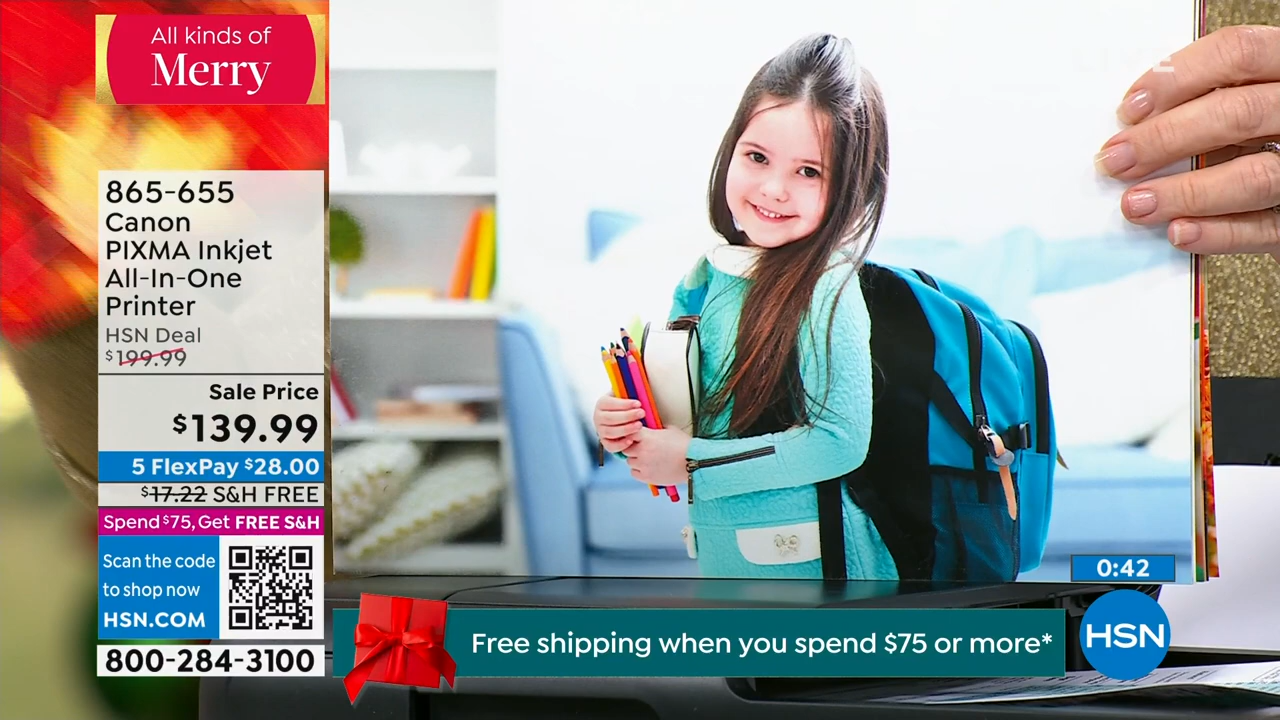 All kinds of
Merry
865-655
Canon
PIXMA Inkjet
All-In-One
Printer
HSN Deal
$199.99
Sale Price
$139.99
5 FlexPay $28.00
$17.22 S&H FREE
Spend $75, Get FREE S&H
Scan the code
to shop now
HSN.COM
800-284-3100
LIVE
0:42
Free shipping when you spend $75 or more*
HSN